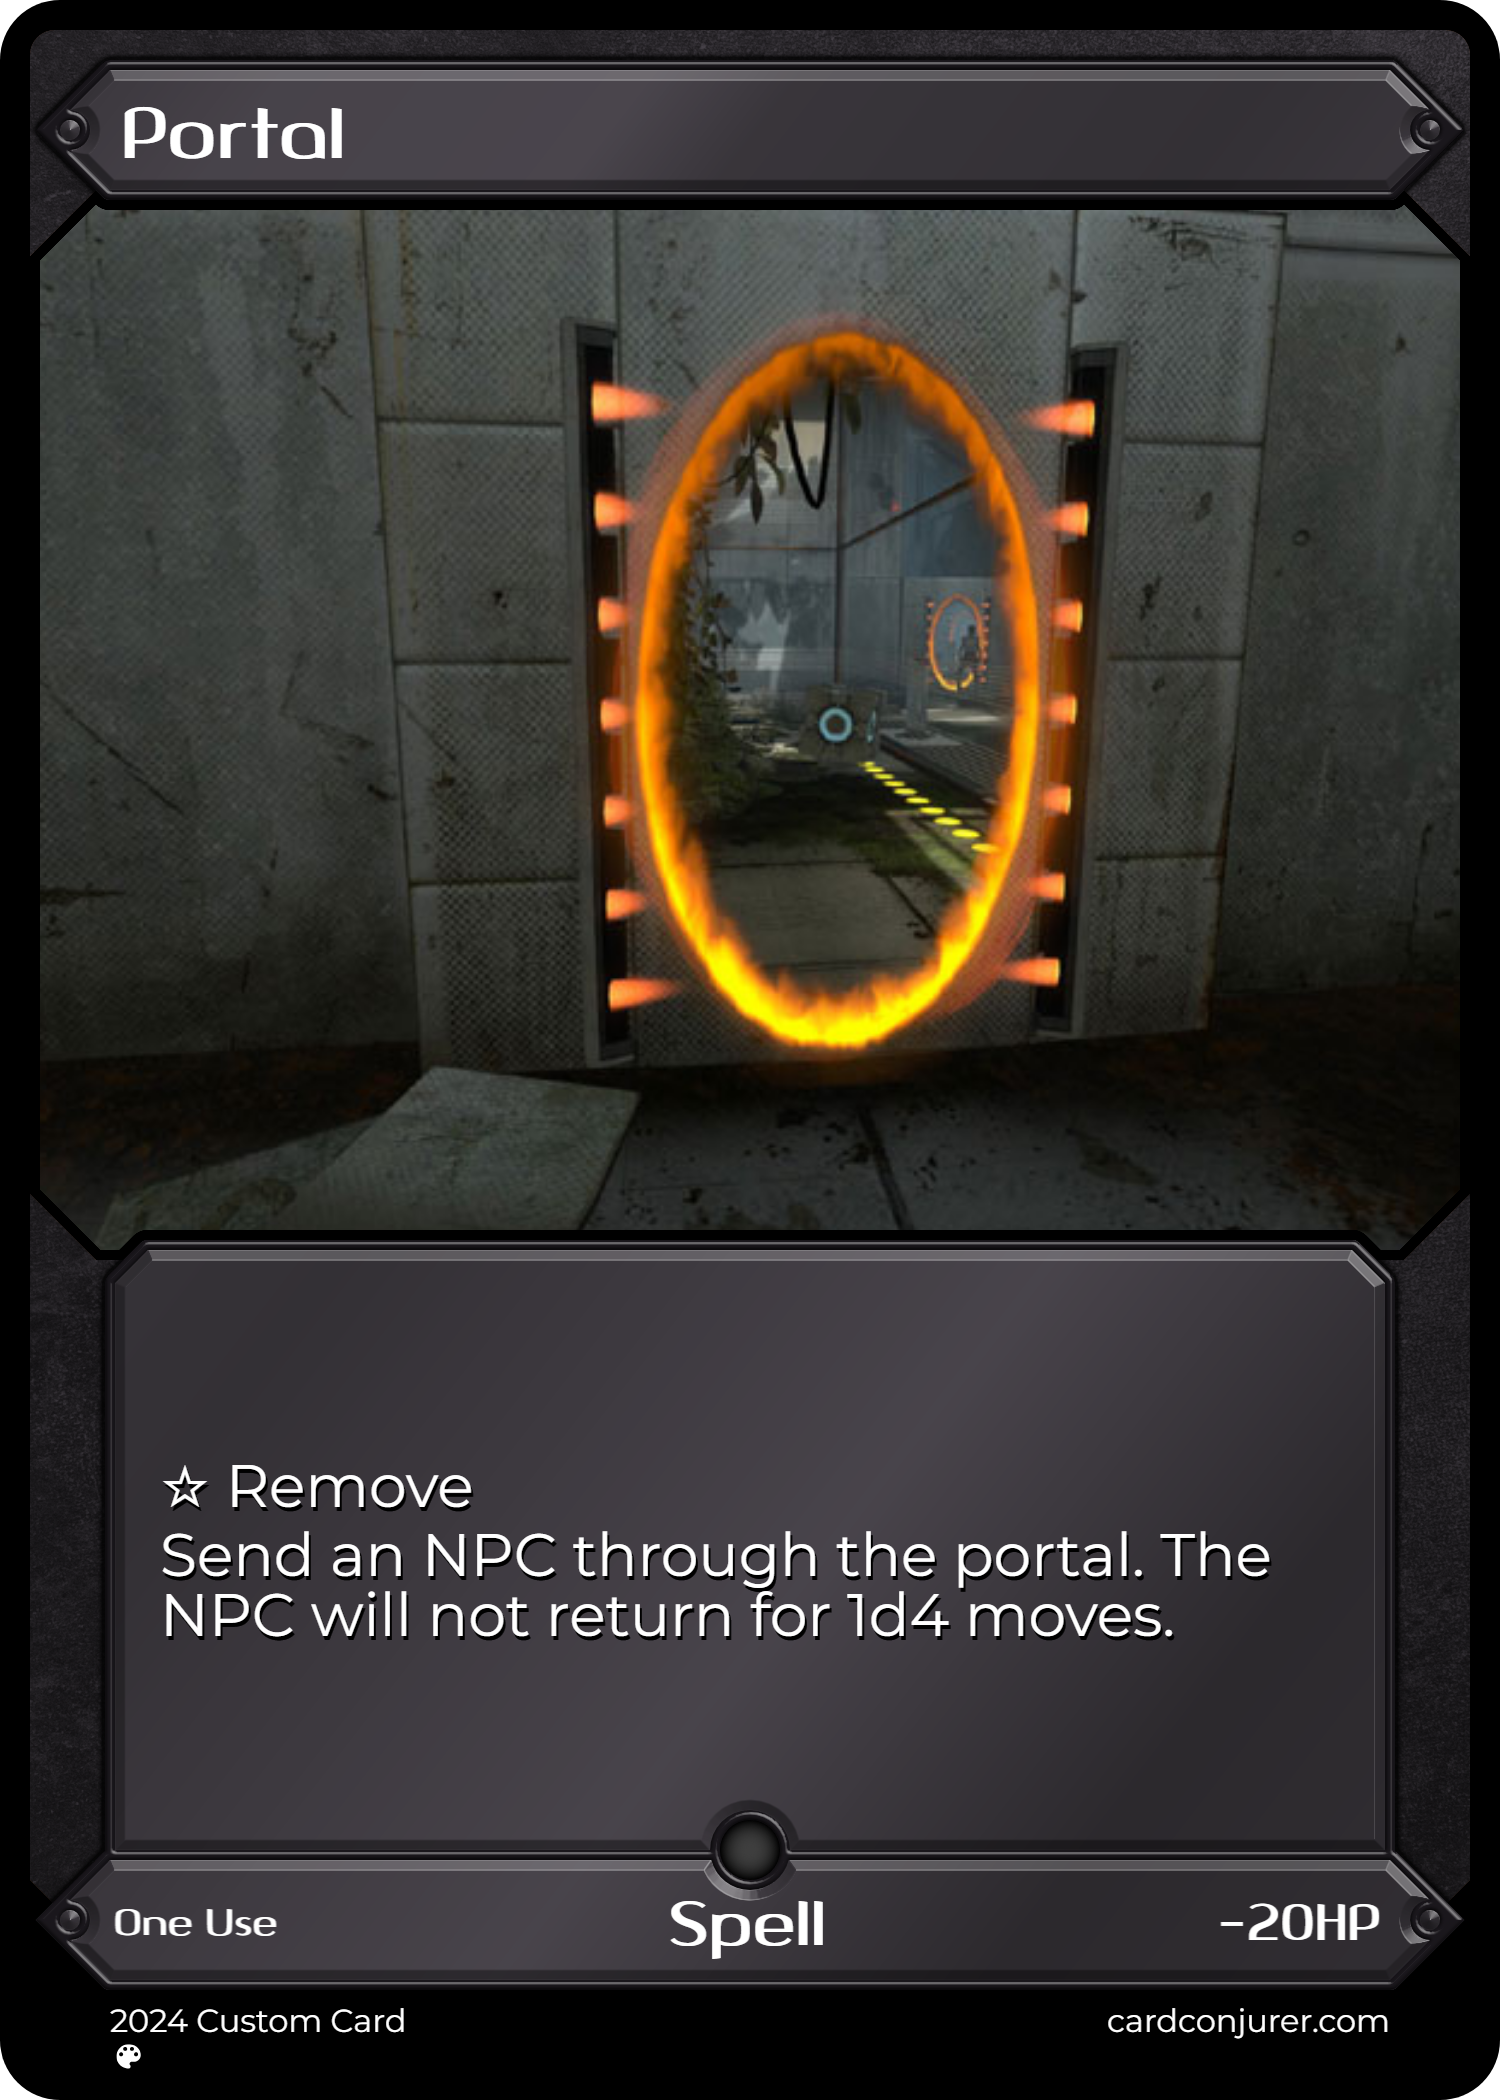 Portal
☆ Remove
Send an NPC through the portal. The
NPC will not return for 1d4 moves.
One Use
Spell
-20HP
2024 Custom Card
cardconjurer.com